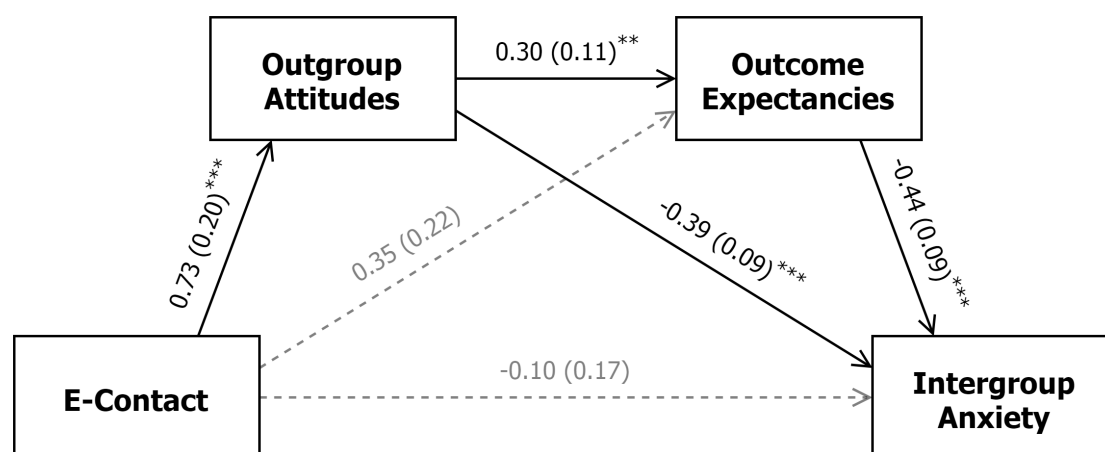 0.30 (0.11)**
Outgroup
Attitudes
Outcome
Expectancies
0.73 (0.20)***
0.35 (0.22)
-0.39 (0.09)***
-0.44 (0.09)***
-0.10 (0.17)
E-Contact
Intergroup
Anxiety